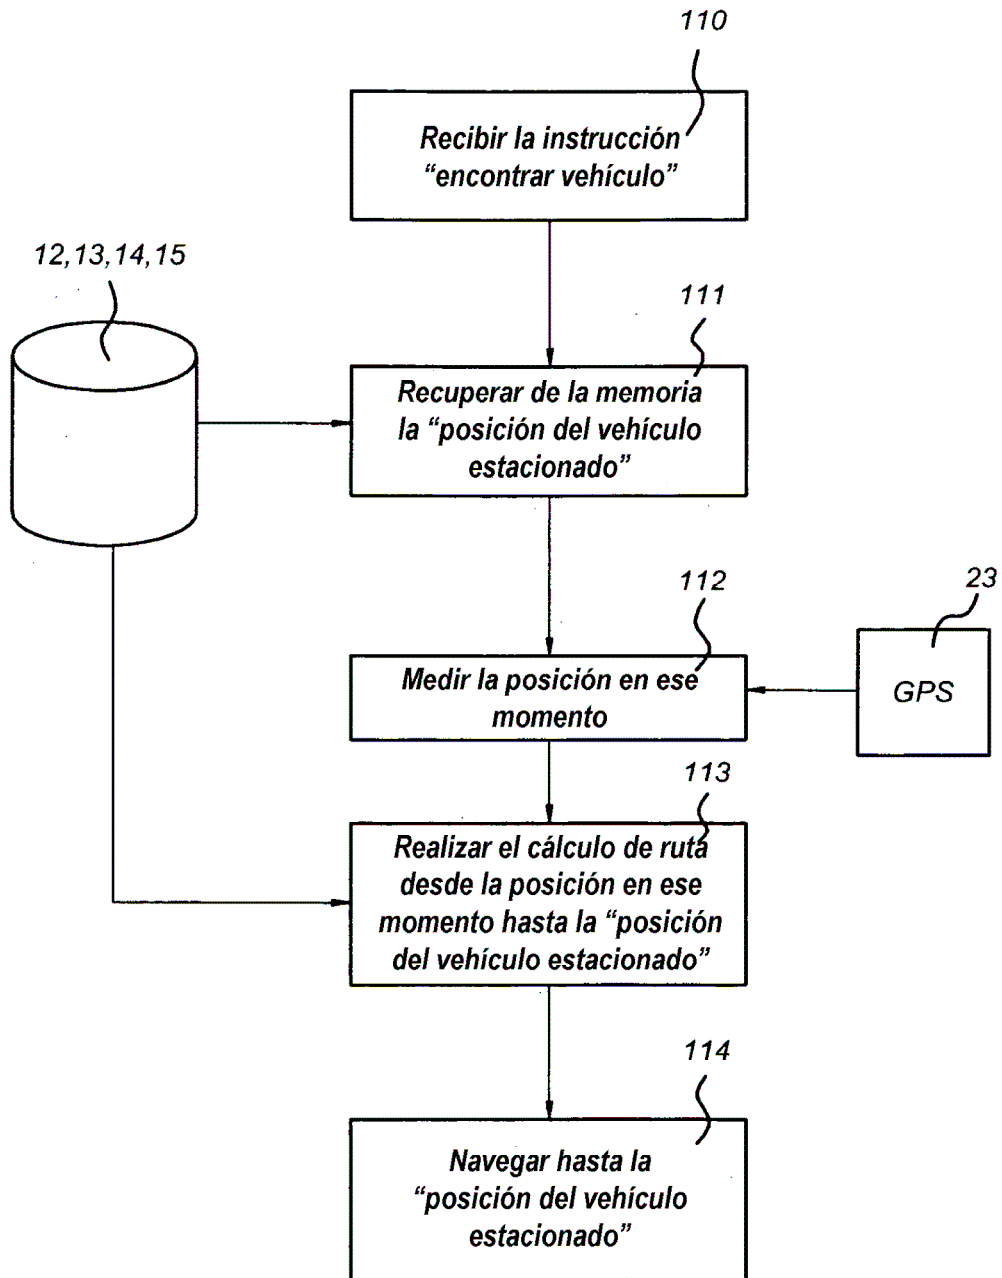 110
Recibir la instrucción
“encontrar vehículo”
12,13,14,15
111
Recuperar de la memoria
la “posición del vehículo
estacionado”
112
23
Medir la posición en ese
momento
GPS
113
Realizar el cálculo de ruta
desde la posición en ese
momento hasta la “posición
del vehículo estacionado”
114
Navegar hasta la
“posición del vehículo
estacionado”